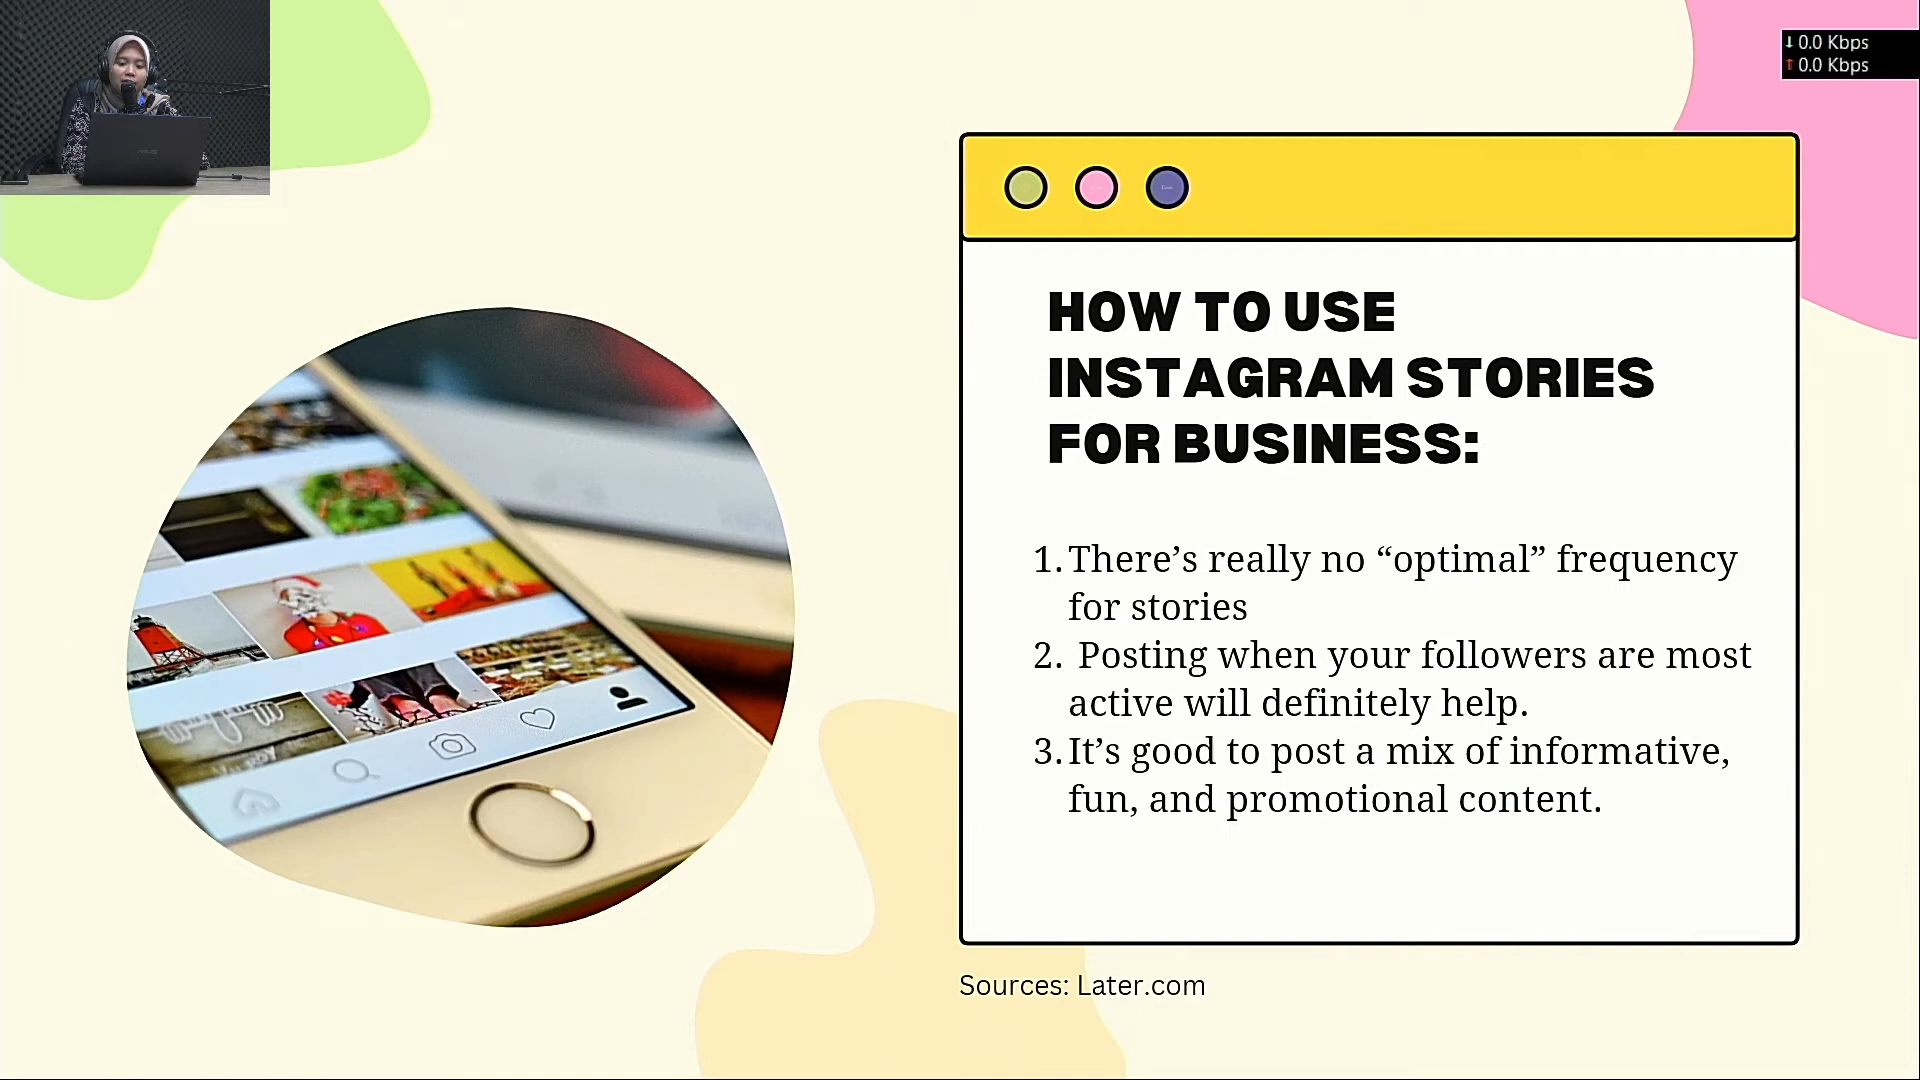 ↓ 0.0 Kbps
↑ 0.0 Kbps
ASUS
HOW TO USE
INSTAGRAM STORIES
FOR BUSINESS:
1. There’s really no “optimal” frequency
for stories
2. Posting when your followers are most
active will definitely help.
3. It’s good to post a mix of informative,
fun, and promotional content.
Sources: Later.com